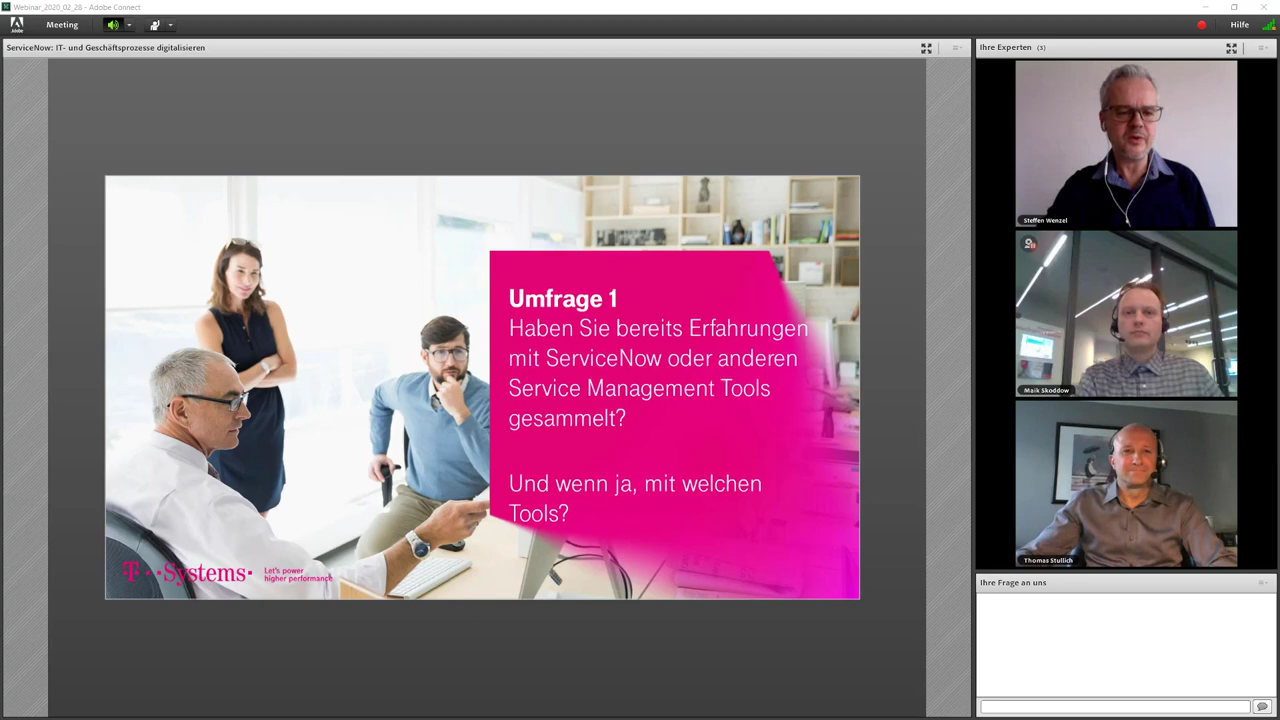 Webinar_2020_02_28 - Adobe Connect
Adobe
Meeting
Hilfe
ServiceNow: IT- und Geschäftsprozesse digitalisieren
Umfrage 1
Haben Sie bereits Erfahrungen
mit ServiceNow oder anderen
Service Management Tools
gesammelt?
Und wenn ja, mit welchen
Tools?
T · · Systems ·
Let's power
higher performance
Ihre Experten (3)
Steffen Wenzel
Maik Skoddow
Thomas Stullich
Ihre Frage an uns